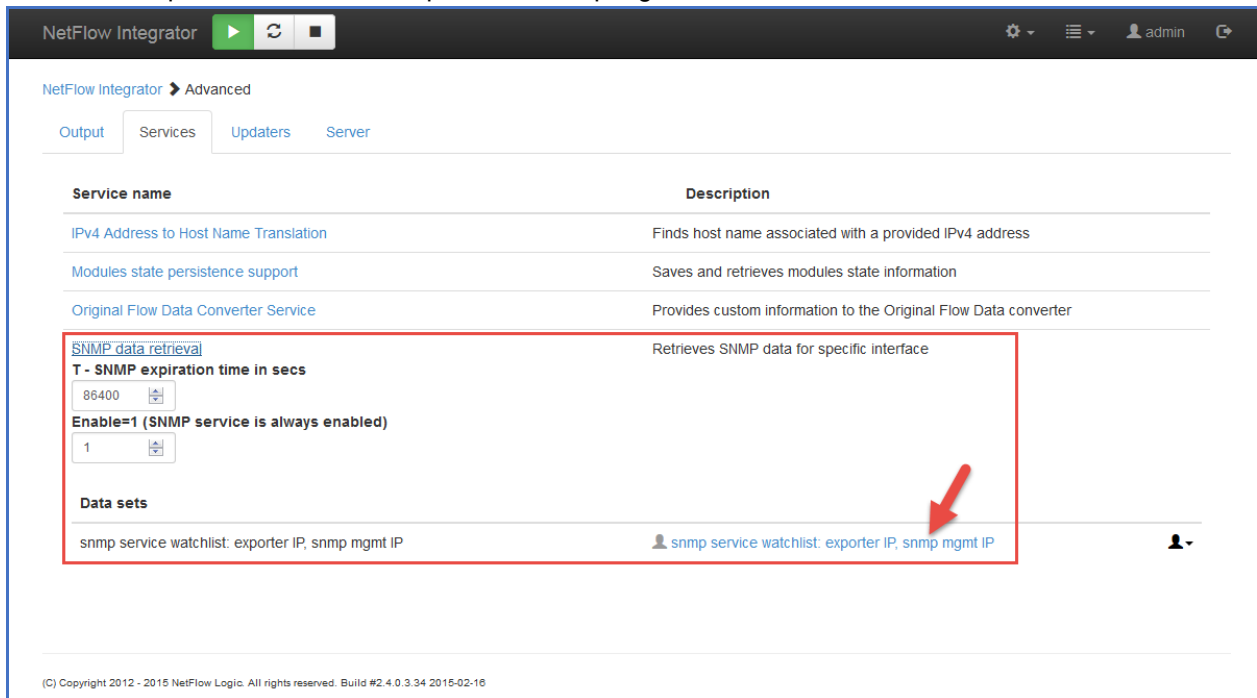 NetFlow Integrator
admin
NetFlow Integrator > Advanced
Output Services Updaters Server
Service name Description
IPv4 Address to Host Name Translation Finds host name associated with a provided IPv4 address
Modules state persistence support Saves and retrieves modules state information
Original Flow Data Converter Service Provides custom information to the Original Flow Data converter
SNMP data retrieval Retrieves SNMP data for specific interface
T - SNMP expiration time in secs
86400
Enable=1 (SNMP service is always enabled)
1
Data sets
snmp service watchlist: exporter IP, snmp mgmt IP snmp service watchlist: exporter IP, snmp mgmt IP
(C) Copyright 2012 - 2015 NetFlow Logic. All rights reserved. Build #2.4.0.3.34 2015-02-16